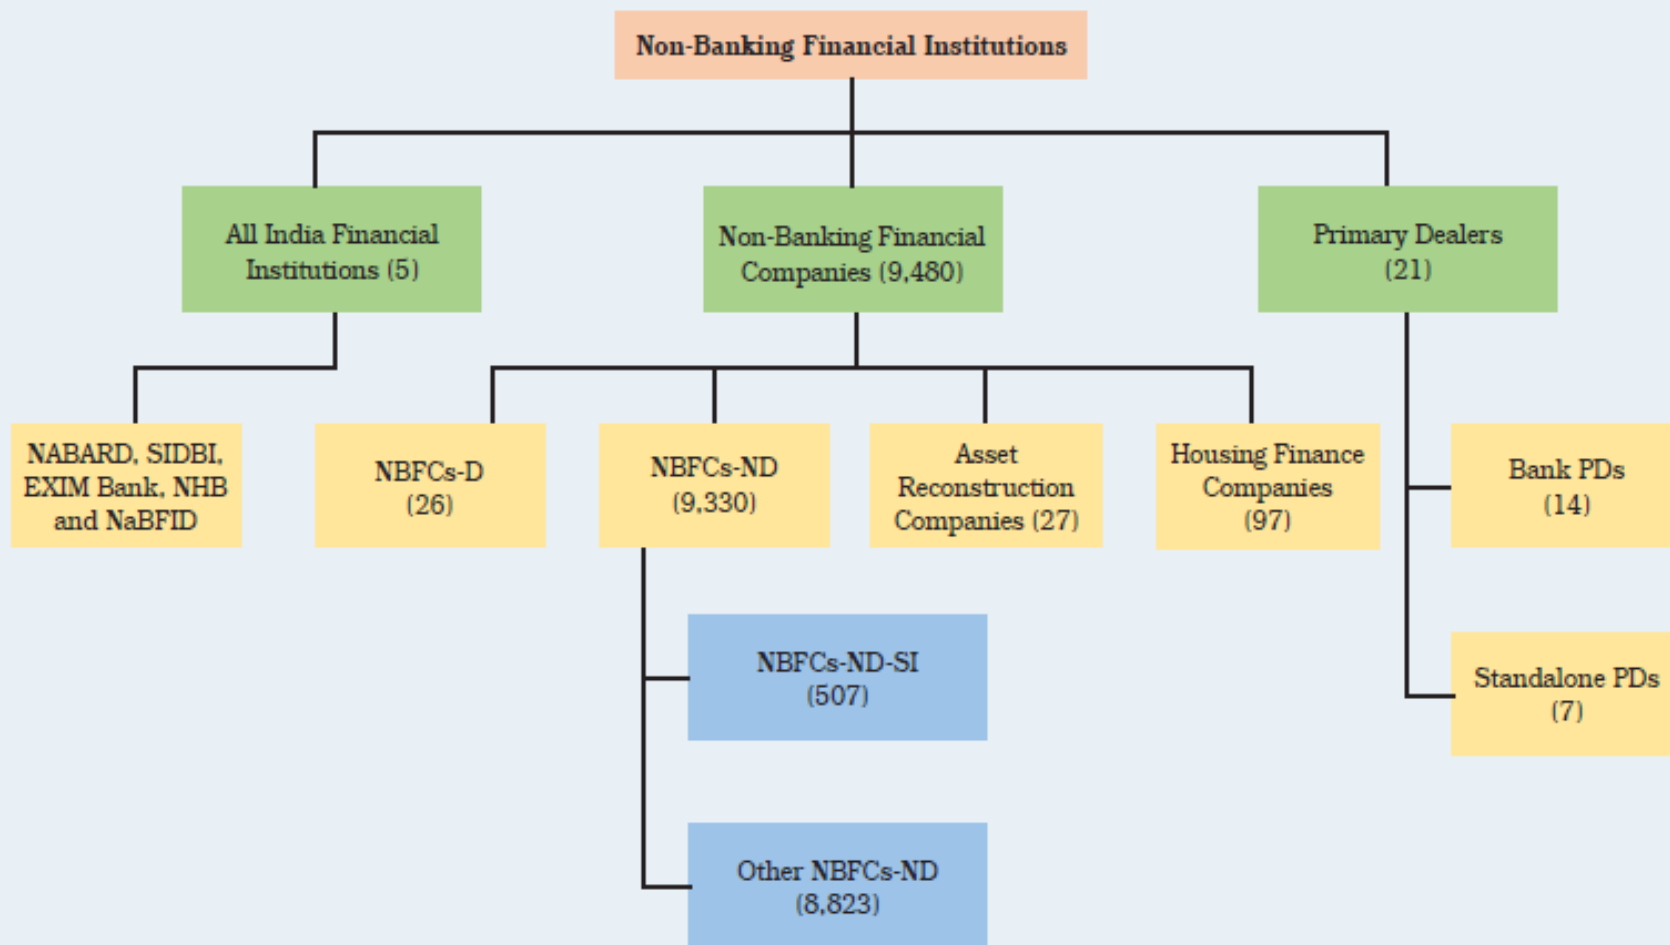 Non-Banking Financial Institutions
All India Financial
Institutions (5)
Non-Banking Financial
Companies (9,480)
Primary Dealers
(21)
NABARD, SIDBI,
EXIM Bank, NHB
and NaBFID
NBFCs-D
(26)
NBFCs-ND
(9,330)
Asset
Reconstruction
Companies (27)
Housing Finance
Companies
(97)
Bank PDs
(14)
NBFCs-ND-SI
(507)
Standalone PDs
(7)
Other NBFCs-ND
(8,823)